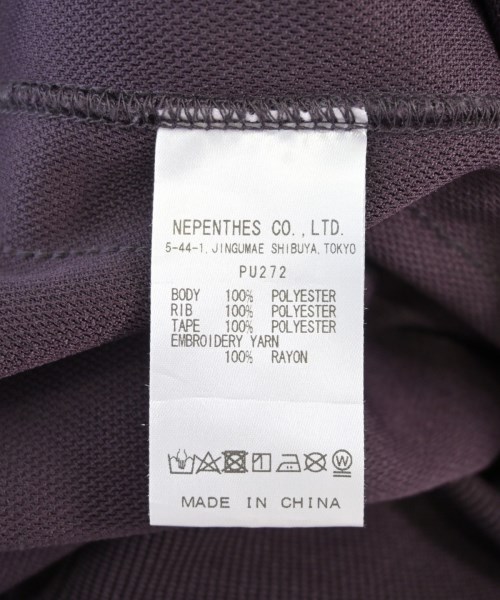 NEPENTHES CO.,LTD.
5-44-1, JINGUMAE SHIBUYA, TOKYO
PU272
BODY 100% POLYESTER
RIB 100% POLYESTER
TAPE 100% POLYESTER
EMBROIDERY YARN
100% RAYON
W
MADE IN CHINA